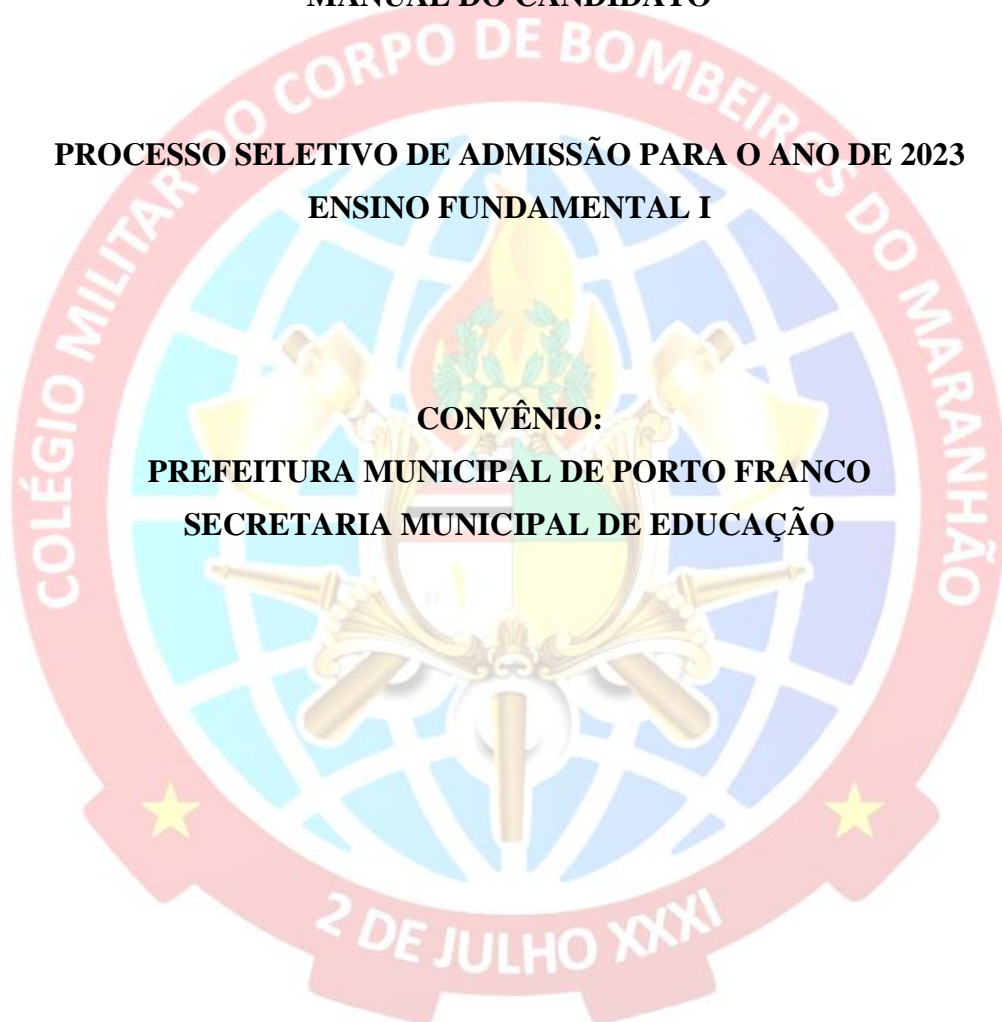 MANUAL DO CANDIDATO
COLÉGIO MILITAR DO CORPO DE BOMBEIROS DO MARANHÃO
PROCESSO SELETIVO DE ADMISSÃO PARA O ANO DE 2023
ENSINO FUNDAMENTAL I
CONVÊNIO:
PREFEITURA MUNICIPAL DE PORTO FRANCO
SECRETARIA MUNICIPAL DE EDUCAÇÃO
2 DE JULHO XXXI